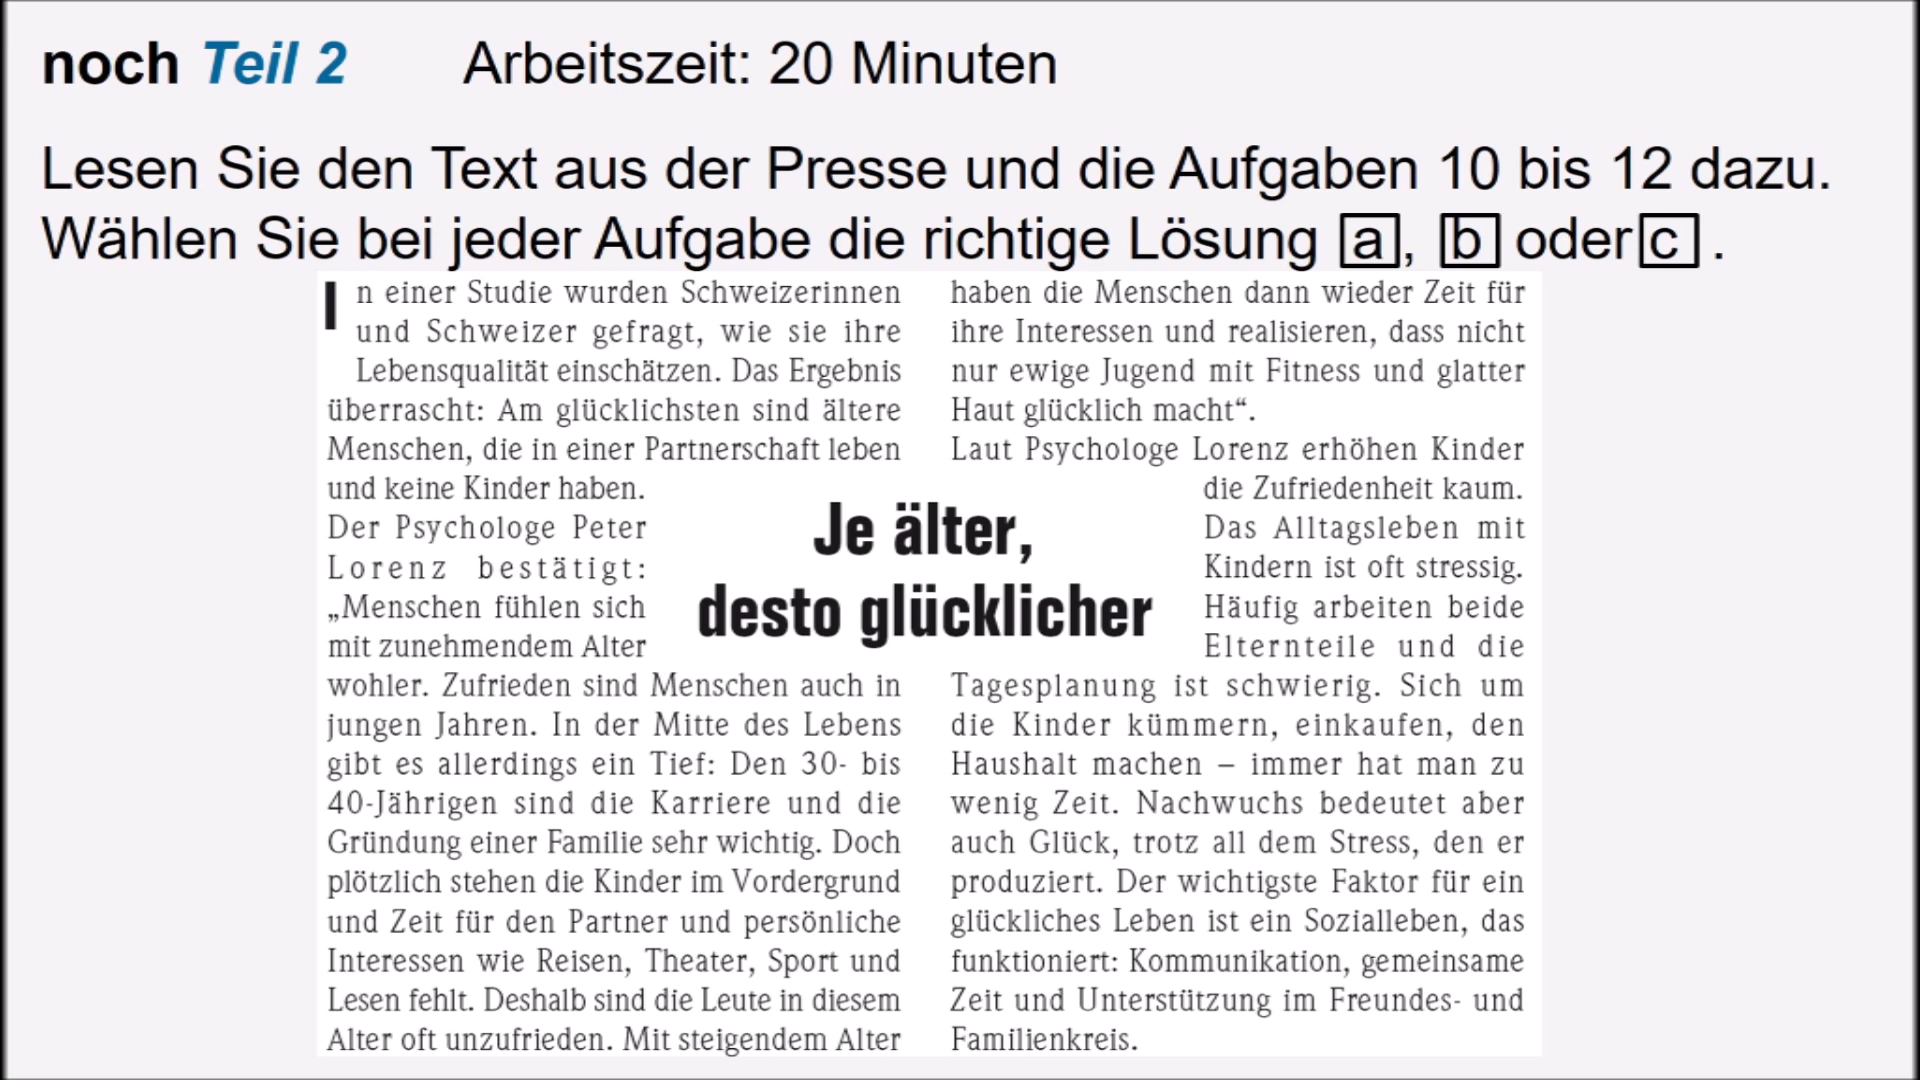 noch Teil 2 Arbeitszeit: 20 Minuten
Lesen Sie den Text aus der Presse und die Aufgaben 10 bis 12 dazu.
Wählen Sie bei jeder Aufgabe die richtige Lösung a, b oder c.
Je älter,
desto glücklicher
In einer Studie wurden Schweizerinnen
und Schweizer gefragt, wie sie ihre
Lebensqualität einschätzen. Das Ergebnis
überrascht: Am glücklichsten sind ältere
Menschen, die in einer Partnerschaft leben
und keine Kinder haben.
Der Psychologe Peter
Lorenz bestätigt:
„Menschen fühlen sich
mit zunehmendem Alter
wohler. Zufrieden sind Menschen auch in
jungen Jahren. In der Mitte des Lebens
gibt es allerdings ein Tief: Den 30- bis
40-Jährigen sind die Karriere und die
Gründung einer Familie sehr wichtig. Doch
plötzlich stehen die Kinder im Vordergrund
und Zeit für den Partner und persönliche
Interessen wie Reisen, Theater, Sport und
Lesen fehlt. Deshalb sind die Leute in diesem
Alter oft unzufrieden. Mit steigendem Alter
haben die Menschen dann wieder Zeit für
ihre Interessen und realisieren, dass nicht
nur ewige Jugend mit Fitness und glatter
Haut glücklich macht“.
Laut Psychologe Lorenz erhöhen Kinder
die Zufriedenheit kaum.
Das Alltagsleben mit
Kindern ist oft stressig.
Häufig arbeiten beide
Elternteile und die
Tagesplanung ist schwierig. Sich um
die Kinder kümmern, einkaufen, den
Haushalt machen – immer hat man zu
wenig Zeit. Nachwuchs bedeutet aber
auch Glück, trotz all dem Stress, den er
produziert. Der wichtigste Faktor für ein
glückliches Leben ist ein Sozialleben, das
funktioniert: Kommunikation, gemeinsame
Zeit und Unterstützung im Freundes- und
Familienkreis.